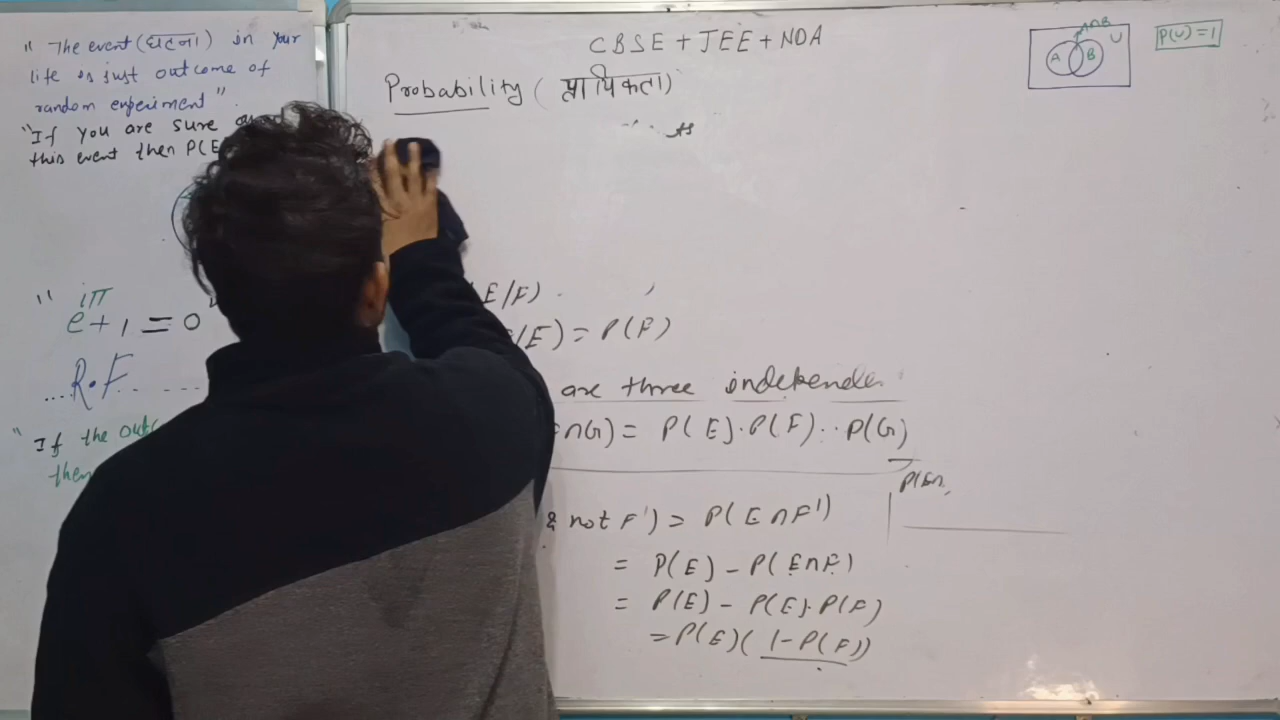 " The event (घटना) in your
life is just outcome of
random experiment".
"If you are sure
this event then P(E
" e^iπ + 1 = 0
...R.F.. ....
" If the out
then
CBSE + JEE + NDA
Probability ( प्रायिकता)
A∩B
A B U
P(U) = 1
E/F)
/E) = P(F)
are three independe
∩G) = P(E).P(F)..P(G)
P(E∩
& not F') = P(E∩F')
= P(E) - P(E∩F)
= P(E) - P(E).P(F)
= P(E)(1-P(F))